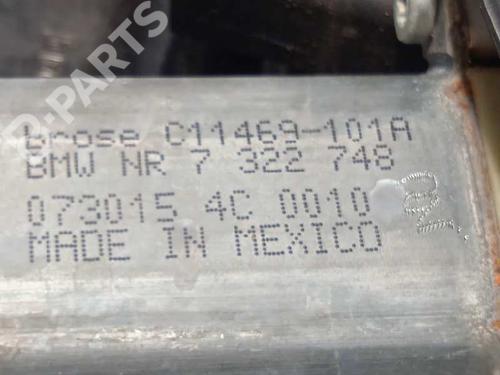 B-PARTS
brose C11469-101A
BMW NR 7 322 748
073015 4C 0010
MADE IN MEXICO